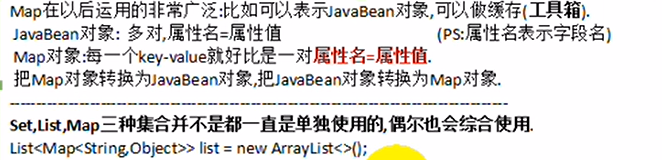 Map在以后运用的非常广泛:比如可以表示JavaBean对象,可以做缓存(工具箱).
JavaBean对象: 多对,属性名=属性值 (PS:属性名表示字段名)
Map对象:每一个key-value就好比是一对属性名=属性值.
把Map对象转换为JavaBean对象,把JavaBean对象转换为Map对象.
--------------------------------------------------------------------------------
Set,List,Map三种集合并不是都一直是单独使用的,偶尔也会综合使用.
List<Map<String,Object>> list = new ArrayList<>();